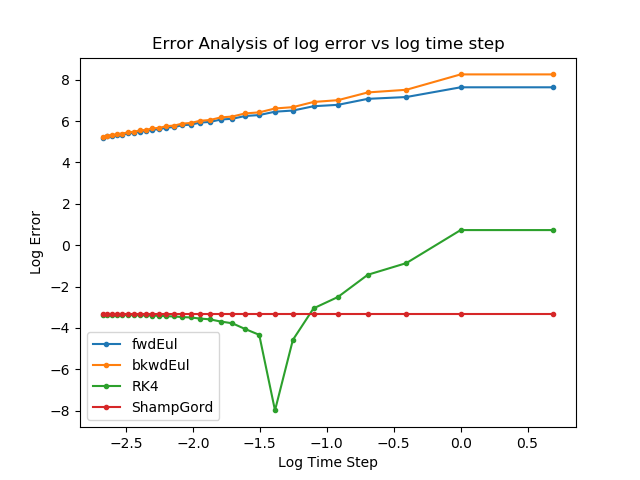 Error Analysis of log error vs log time step
8
6
4
2
0
−2
−4
−6
−8
Log Error
fwdEul
bkwdEul
RK4
ShampGord
−2.5 −2.0 −1.5 −1.0 −0.5 0.0 0.5
Log Time Step